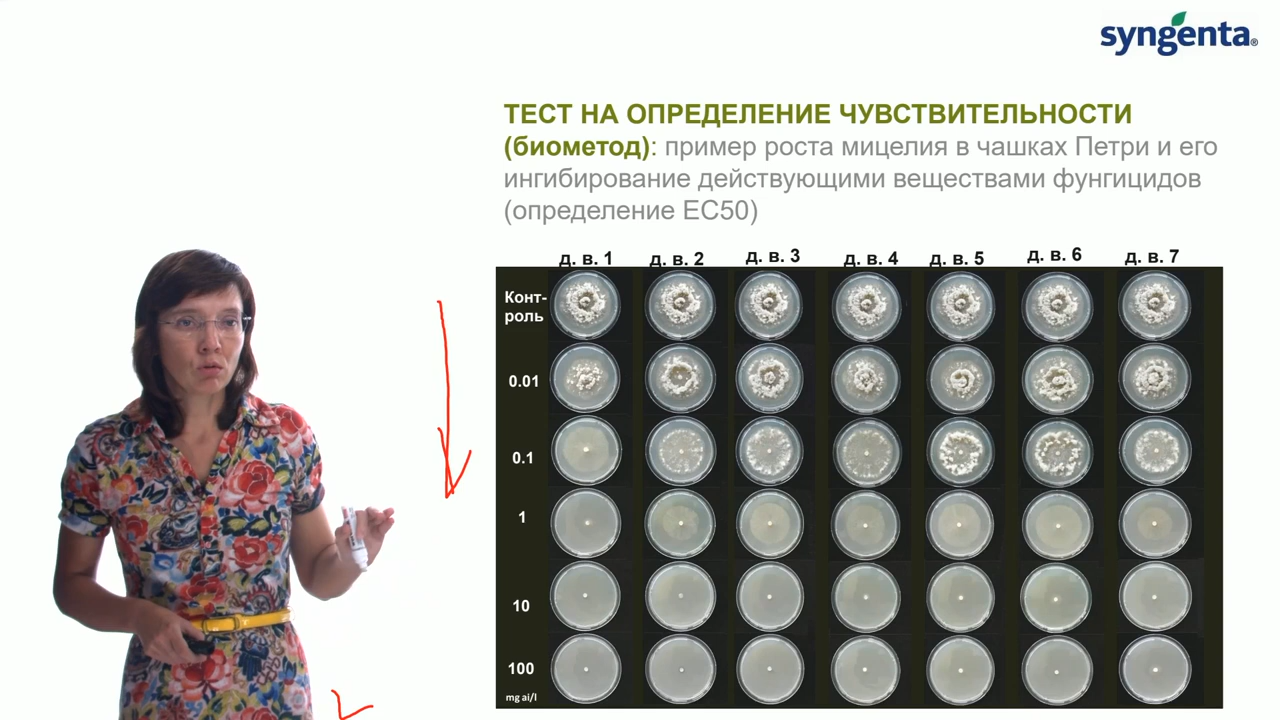 syngenta®
ТЕСТ НА ОПРЕДЕЛЕНИЕ ЧУВСТВИТЕЛЬНОСТИ
(биометод): пример роста мицелия в чашках Петри и его
ингибирование действующими веществами фунгицидов
(определение ЕС50)
д. в. 1 д. в. 2 д. в. 3 д. в. 4 д. в. 5 д. в. 6 д. в. 7
Конт-
роль
0.01
0.1
1
10
100
mg ai/l